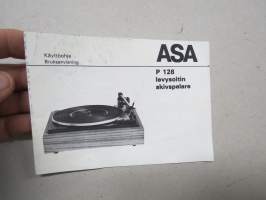 Käyttöohje
Bruksanvisning
ASA
P 128
levysoitin
skivspelare